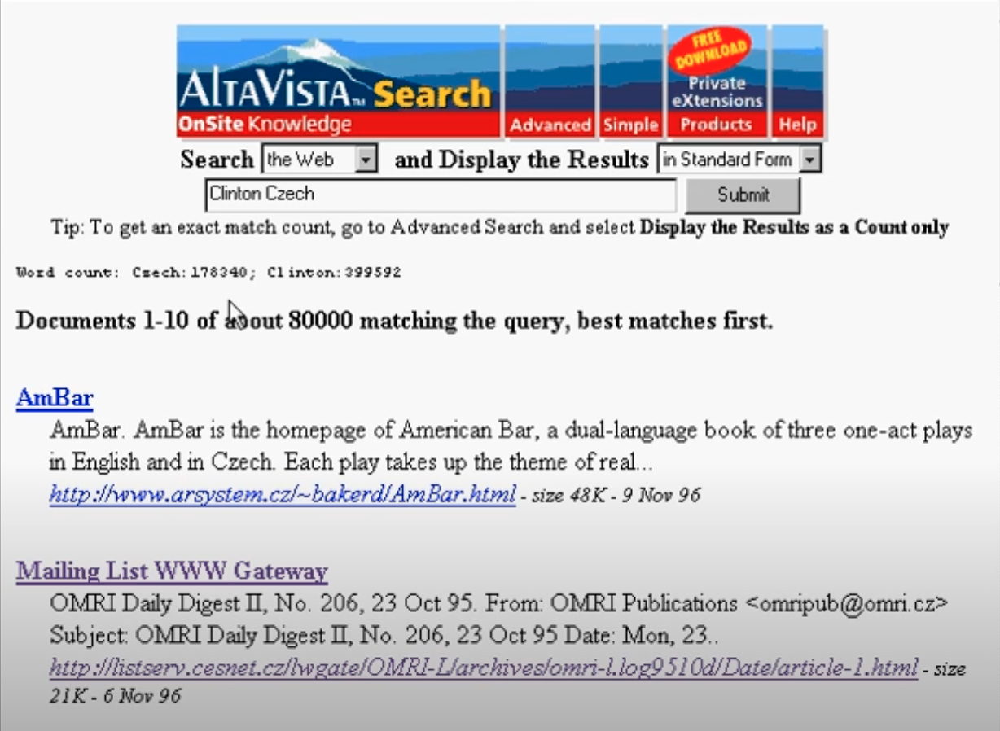 ALTAVISTA™ Search
OnSite Knowledge
Advanced
Simple
FREE DOWNLOAD
Private eXtensions
Products
Help
Search the Web and Display the Results in Standard Form
Clinton Czech Submit
Tip: To get an exact match count, go to Advanced Search and select Display the Results as a Count only
Word count: Czech:178340; Clinton:399592
Documents 1-10 of about 80000 matching the query, best matches first.
AmBar
AmBar. AmBar is the homepage of American Bar, a dual-language book of three one-act plays
in English and in Czech. Each play takes up the theme of real...
http://www.arsystem.cz/~bakerd/AmBar.html - size 48K - 9 Nov 96
Mailing List WWW Gateway
OMRI Daily Digest II, No. 206, 23 Oct 95. From: OMRI Publications <omripub@omri.cz>
Subject: OMRI Daily Digest II, No. 206, 23 Oct 95 Date: Mon, 23..
http://listserv.cesnet.cz/lwgate/OMRI-L/archives/omri-l.log9510d/Date/article-1.html - size
21K - 6 Nov 96